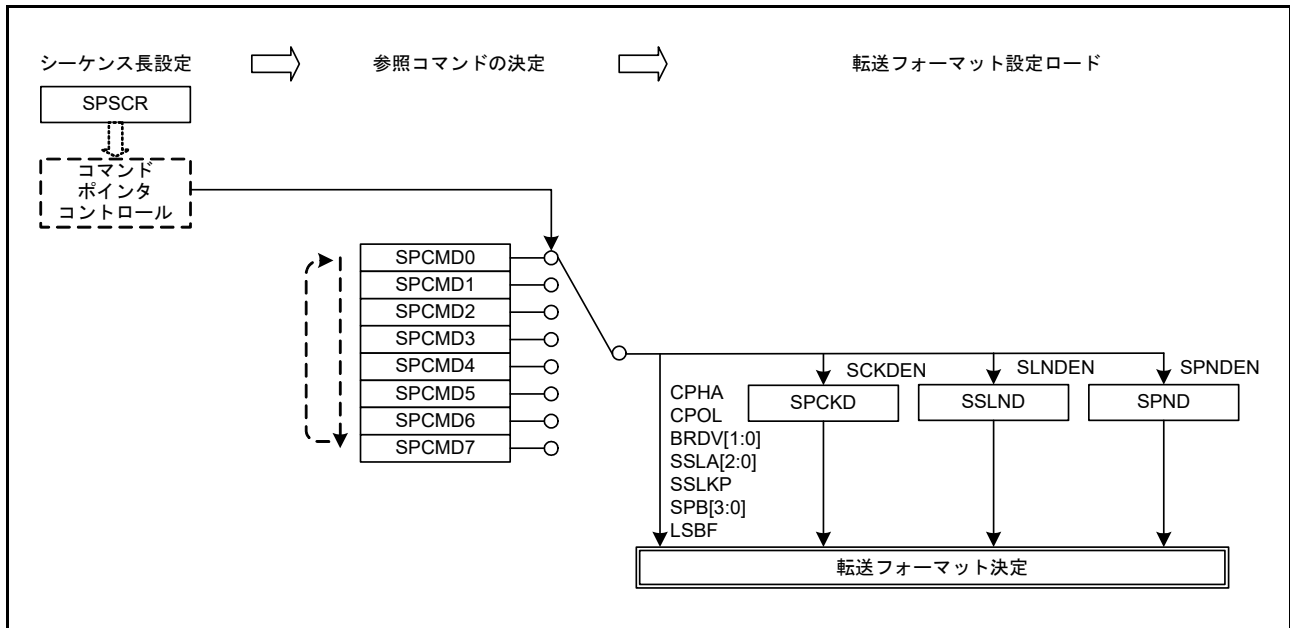 シーケンス長設定
参照コマンドの決定
転送フォーマット設定ロード
SPSCR
コマンド
ポインタ
コントロール
SPCMD0
SPCMD1
SPCMD2
SPCMD3
SPCMD4
SPCMD5
SPCMD6
SPCMD7
CPHA
CPOL
BRDV[1:0]
SSLA[2:0]
SSLKP
SPB[3:0]
LSBF
SCKDEN
SPCKD
SLNDEN
SSLND
SPNDEN
SPND
転送フォーマット決定